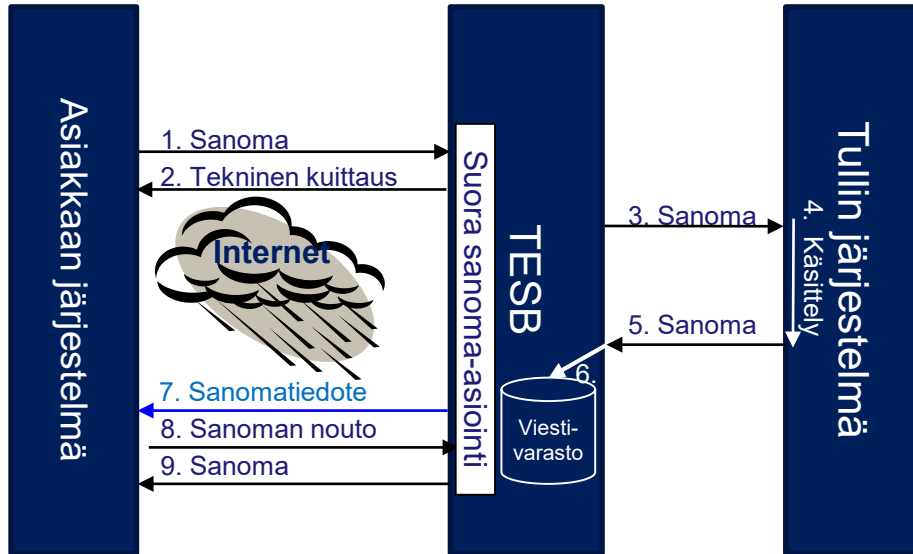 Asiakkaan järjestelmä
1. Sanoma
2. Tekninen kuittaus
Internet
7. Sanomatiedote
8. Sanoman nouto
9. Sanoma
Suora sanoma-asiointi
TESB
6.
Viesti-
varasto
3. Sanoma
5. Sanoma
4. Käsittely
Tullin järjestelmä